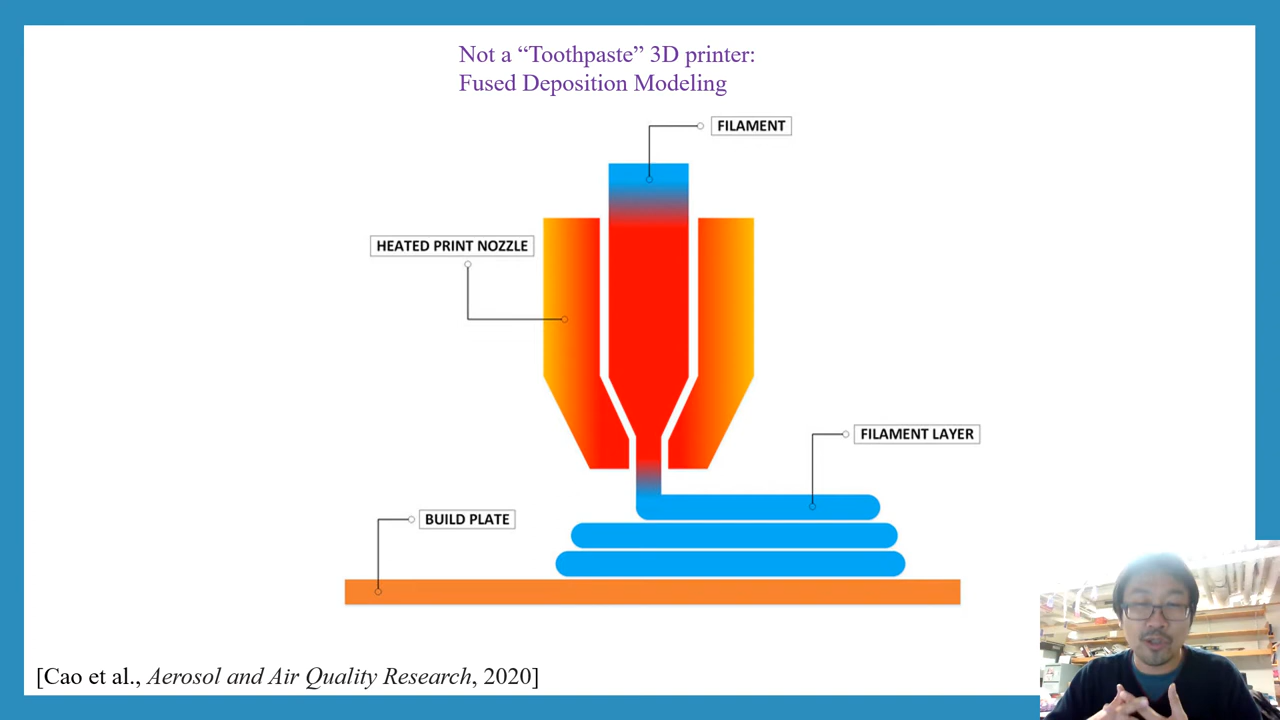 Not a “Toothpaste” 3D printer:
Fused Deposition Modeling
FILAMENT
HEATED PRINT NOZZLE
FILAMENT LAYER
BUILD PLATE
[Cao et al., Aerosol and Air Quality Research, 2020]